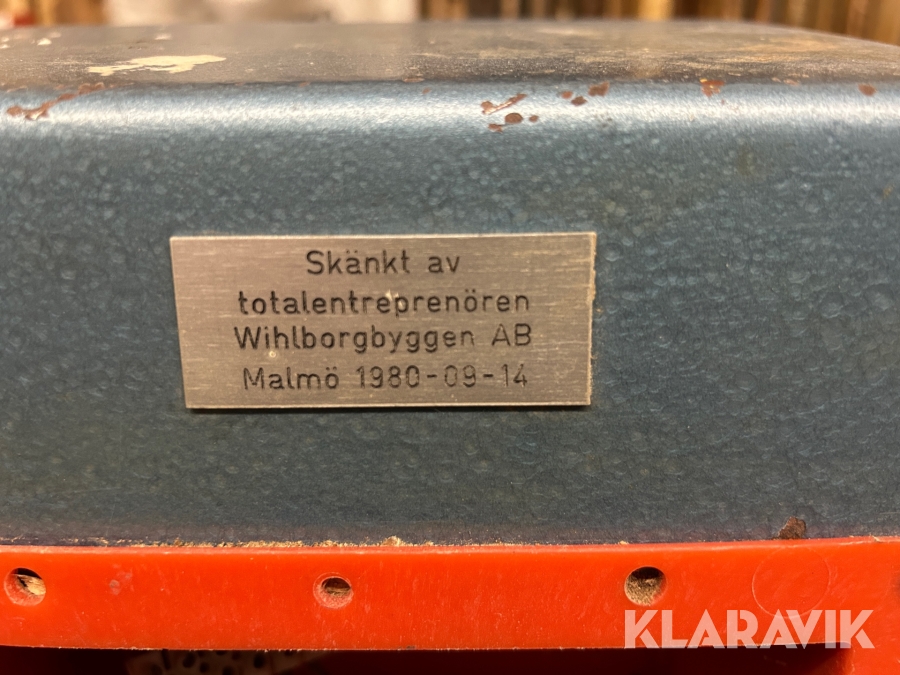 Skänkt av
totalentreprenören
Wihlborgbyggen AB
Malmö 1980-09-14
KLARAVIK